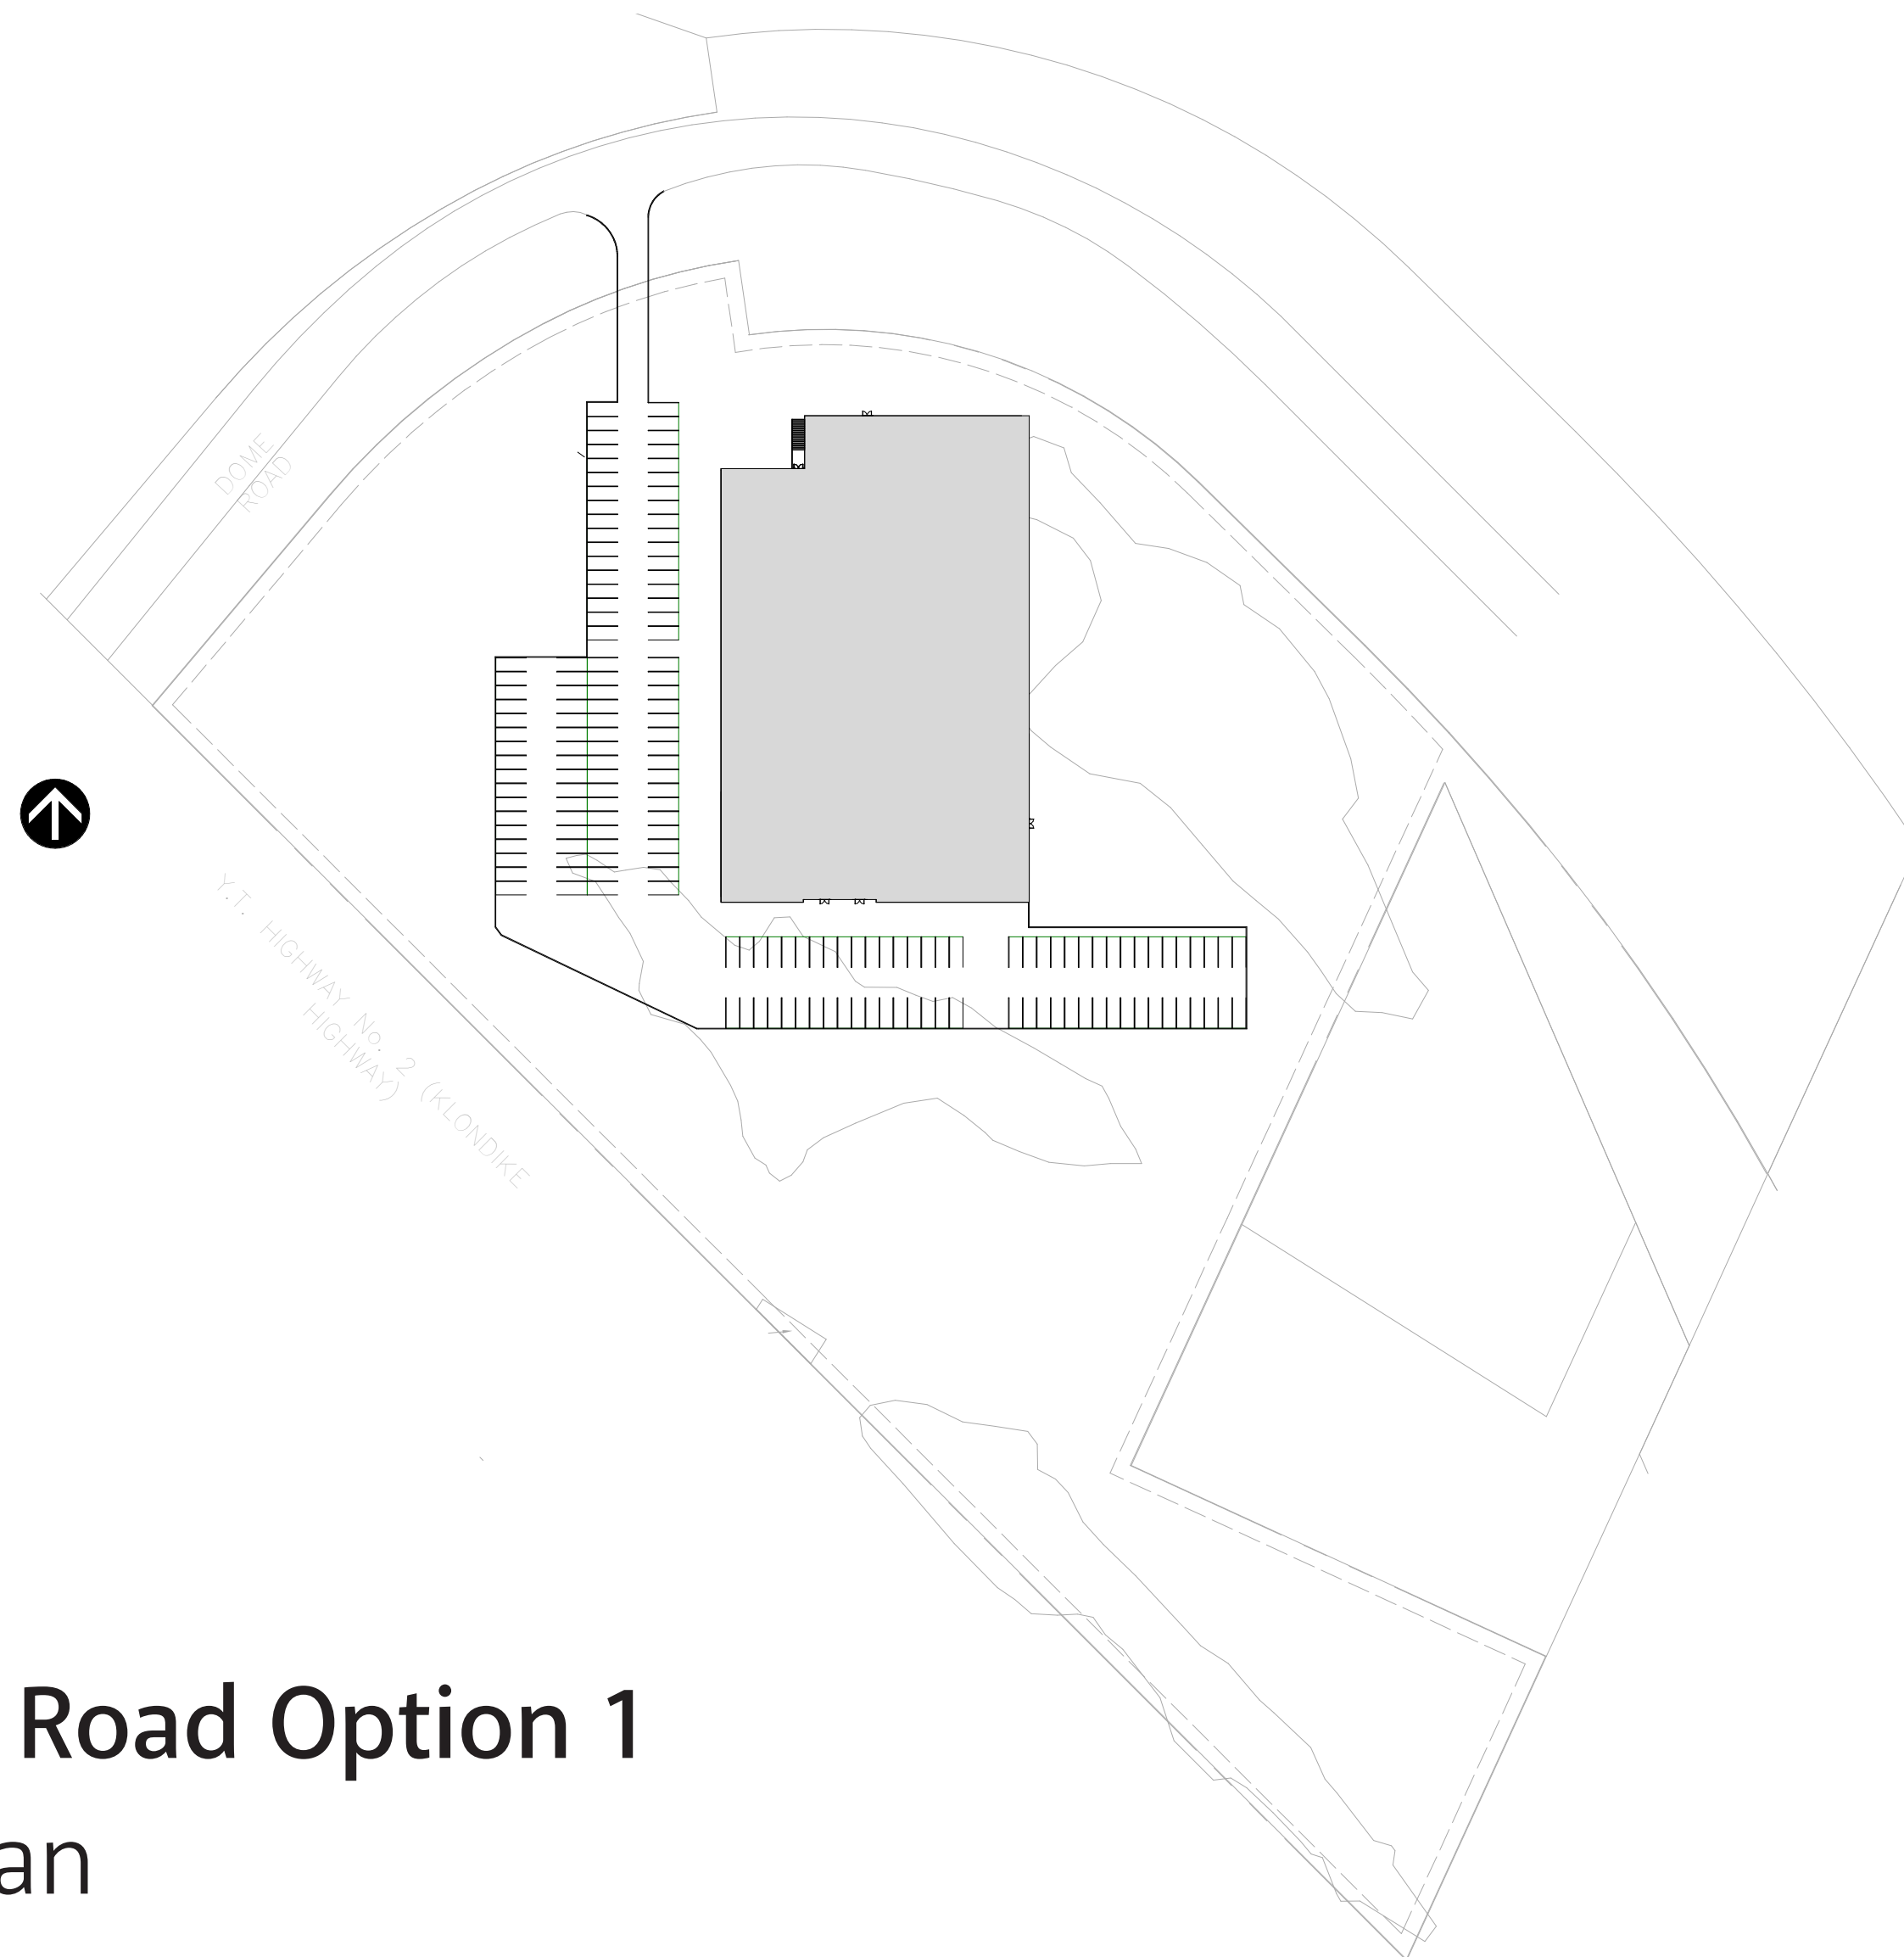 DOME
ROAD
Y.T. HIGHWAY No. 2 (KLONDIKE
HIGHWAY)
Road Option 1
an